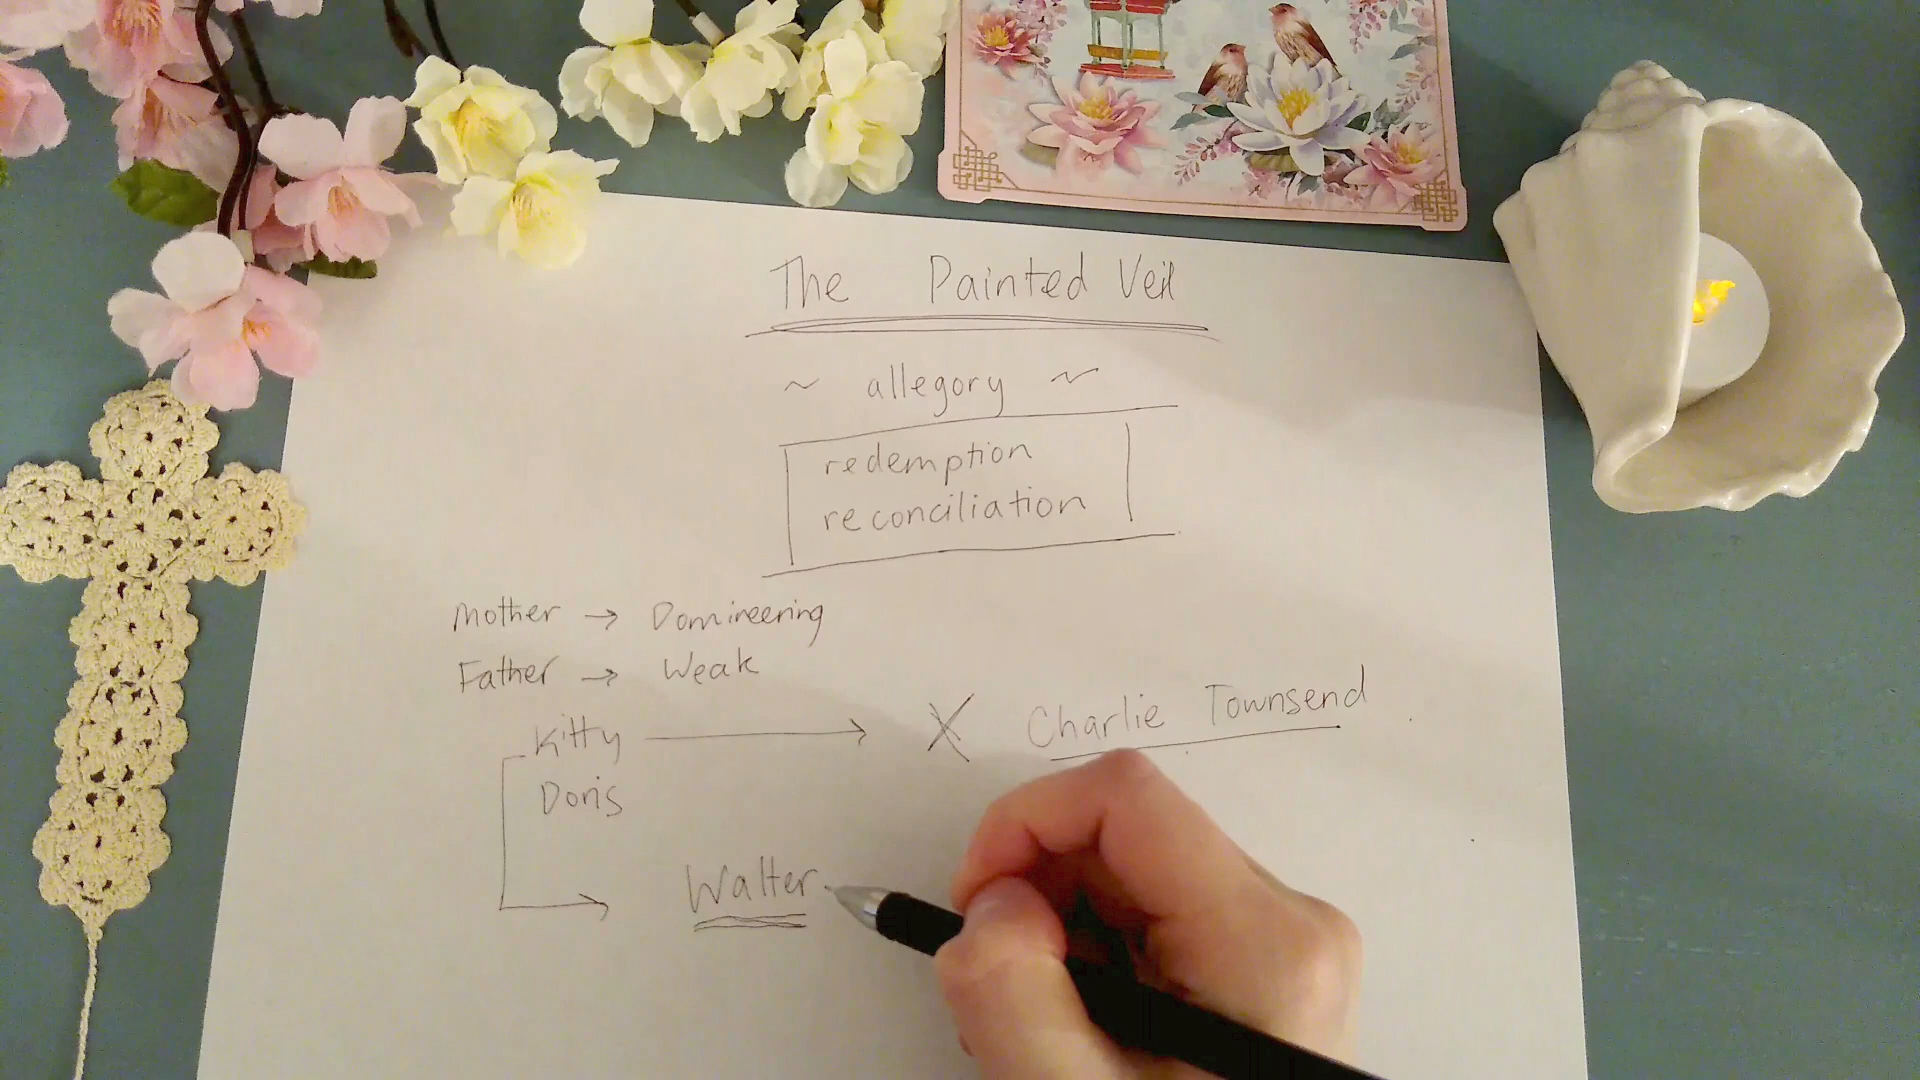 The Painted Veil
~ allegory ~
redemption
reconciliation
Mother → Domineering
Father → Weak
Kitty → X Charlie Townsend
Doris
→ Walter